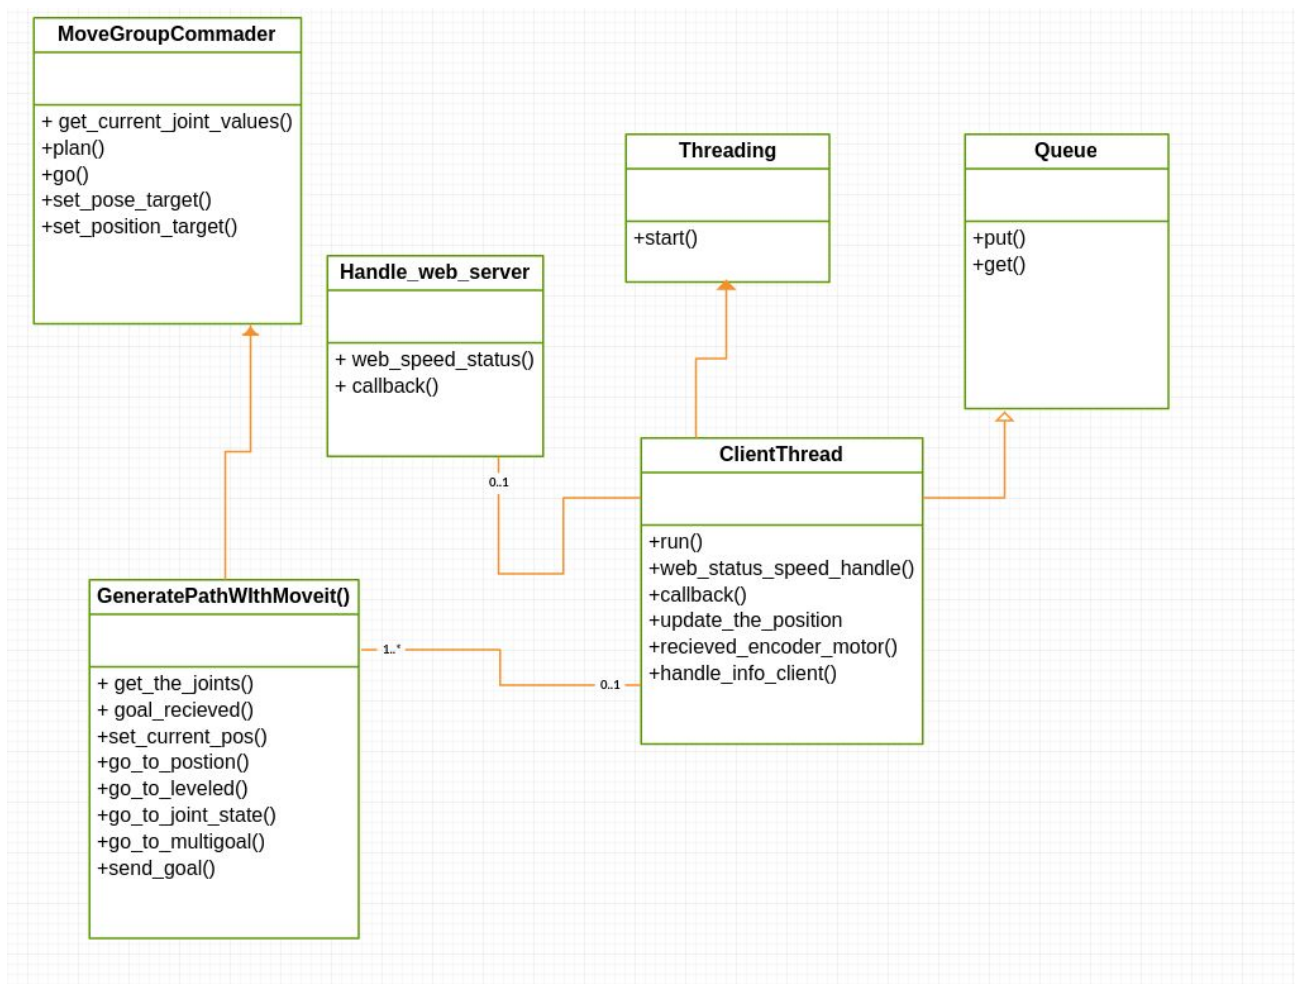 MoveGroupCommader
+ get_current_joint_values()
+plan()
+go()
+set_pose_target()
+set_position_target()
Threading
+start()
Queue
+put()
+get()
Handle_web_server
+ web_speed_status()
+ callback()
0..1
ClientThread
+run()
+web_status_speed_handle()
+callback()
+update_the_position
+recieved_encoder_motor()
+handle_info_client()
GeneratePathWIthMoveit()
+ get_the_joints()
+ goal_recieved()
+set_current_pos()
+go_to_postion()
+go_to_leveled()
+go_to_joint_state()
+go_to_multigoal()
+send_goal()
1..*
0..1